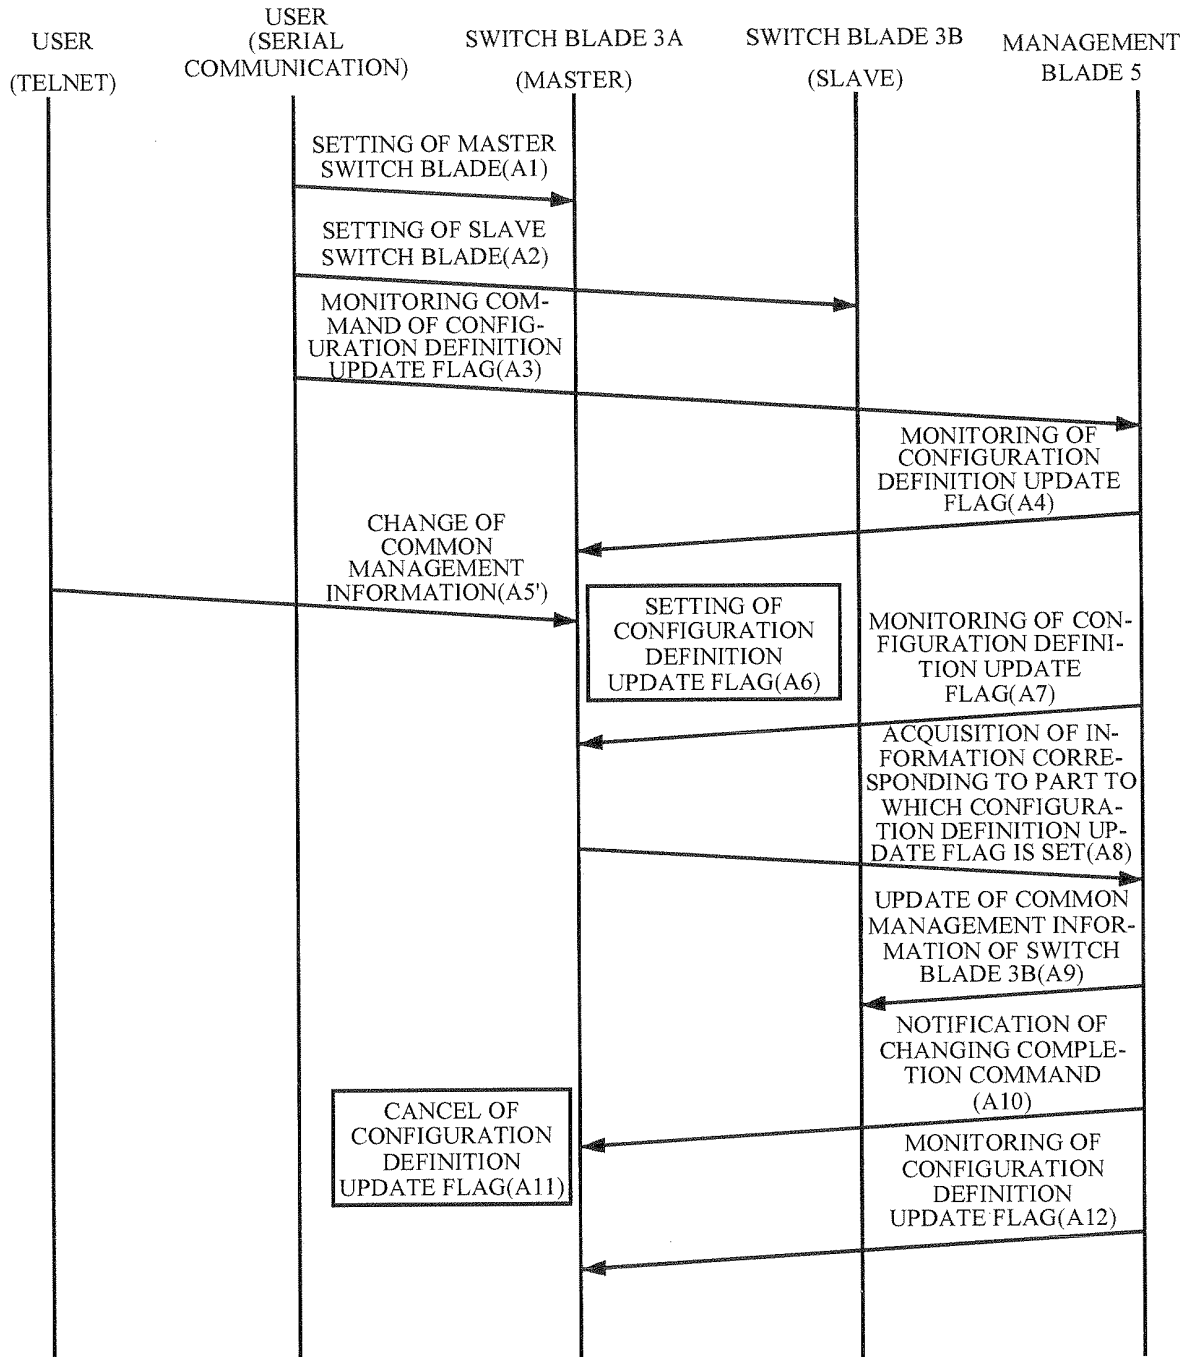 USER
(TELNET)
USER
(SERIAL
COMMUNICATION)
SWITCH BLADE 3A
(MASTER)
SWITCH BLADE 3B
(SLAVE)
MANAGEMENT
BLADE 5
SETTING OF MASTER
SWITCH BLADE(A1)
SETTING OF SLAVE
SWITCH BLADE(A2)
MONITORING COM-
MAND OF CONFIG-
URATION DEFINITION
UPDATE FLAG(A3)
MONITORING OF
CONFIGURATION
DEFINITION UPDATE
FLAG(A4)
CHANGE OF
COMMON
MANAGEMENT
INFORMATION(A5')
SETTING OF
CONFIGURATION
DEFINITION
UPDATE FLAG(A6)
MONITORING OF CON-
FIGURATION DEFINI-
TION UPDATE
FLAG(A7)
ACQUISITION OF IN-
FORMATION CORRE-
SPONDING TO PART TO
WHICH CONFIGURA-
TION DEFINITION UP-
DATE FLAG IS SET(A8)
UPDATE OF COMMON
MANAGEMENT INFOR-
MATION OF SWITCH
BLADE 3B(A9)
NOTIFICATION OF
CHANGING COMPLE-
TION COMMAND
(A10)
CANCEL OF
CONFIGURATION
DEFINITION
UPDATE FLAG(A11)
MONITORING OF
CONFIGURATION
DEFINITION
UPDATE FLAG(A12)